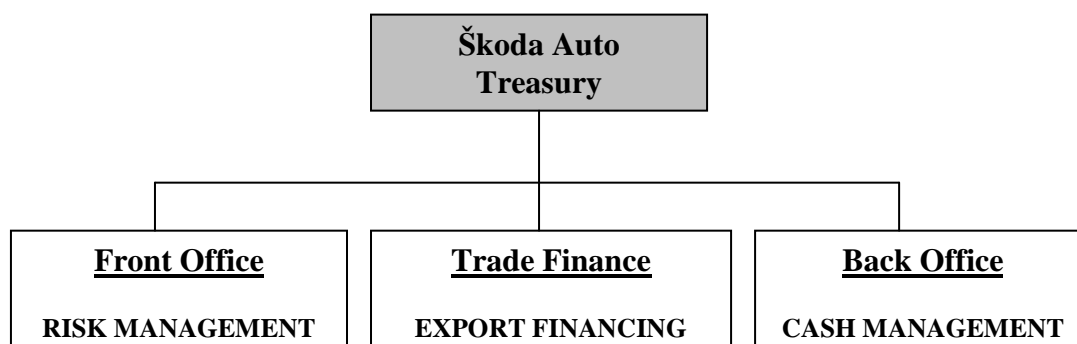 Škoda Auto
Treasury
Front Office
RISK MANAGEMENT
Trade Finance
EXPORT FINANCING
Back Office
CASH MANAGEMENT